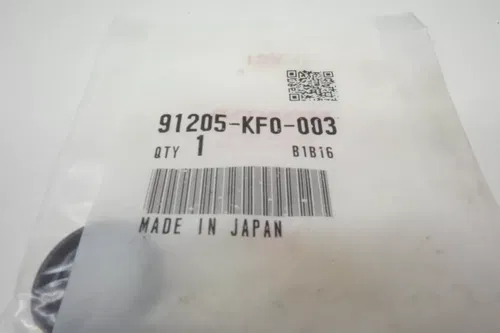 91205-KF0-003
QTY 1 B1B16
MADE IN JAPAN